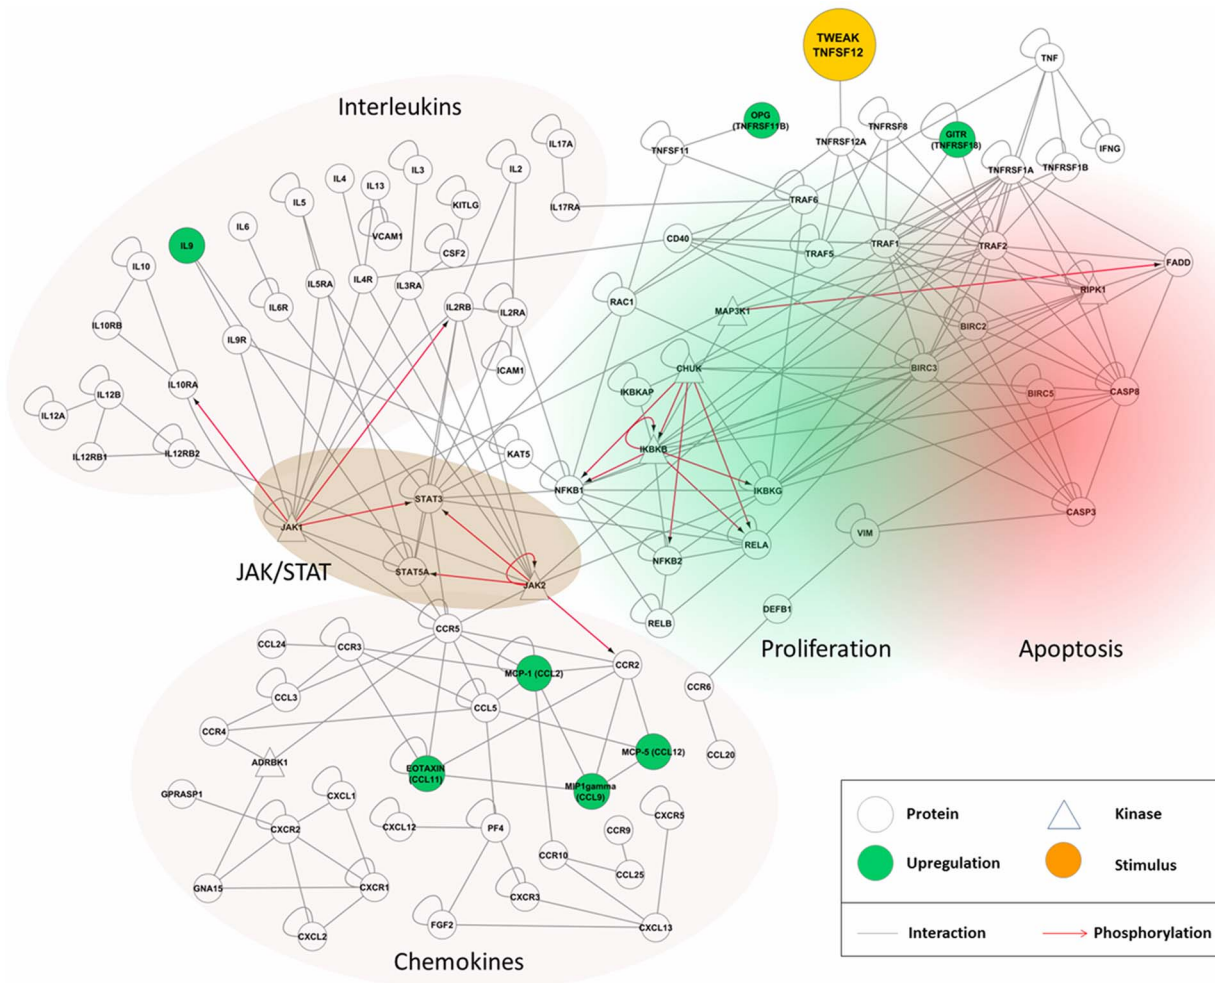 TWEAK
TNFSF12
TNF
Interleukins
OPG
(TNFRSF11B)
TNFRSF8
GITR
(TNFRSF18)
IL17A
TNFSF11
TNFRSF12A
IFNG
IL2
TNFRSF1A
TNFRSF1B
IL3
IL4
IL13
IL5
KITLG
IL17RA
TRAF6
IL6
VCAM1
CD40
TRAF1
TRAF2
IL9
CSF2
TRAF5
FADD
IL10
IL5RA
IL4R
IL3RA
RIPK1
IL6R
IL2RB
IL2RA
RAC1
MAP3K1
IL10RB
IL9R
BIRC2
ICAM1
CHUK
BIRC3
IL10RA
IKBKAP
BIRC5
CASP8
IL12B
IL12A
IL12RB1
IL12RB2
KAT5
IKBKB
STAT3
NFKB1
IKBKG
CASP3
JAK1
VIM
RELA
JAK/STAT
STAT5A
JAK2
NFKB2
DEFB1
CCR5
RELB
Proliferation
Apoptosis
CCL24
CCR3
CCR2
MCP-1 (CCL2)
CCR6
CCL3
CCL5
CCR4
MCP-5 (CCL12)
CCL20
ADRBK1
EOTAXIN
(CCL11)
MIP1gamma
(CCL9)
GPRASP1
CXCL1
CXCR5
Protein
Kinase
CXCR2
CXCL12
PF4
CCR9
CCR10
CCL25
Upregulation
Stimulus
GNA15
CXCR1
CXCR3
FGF2
CXCL13
CXCL2
Interaction
Phosphorylation
Chemokines